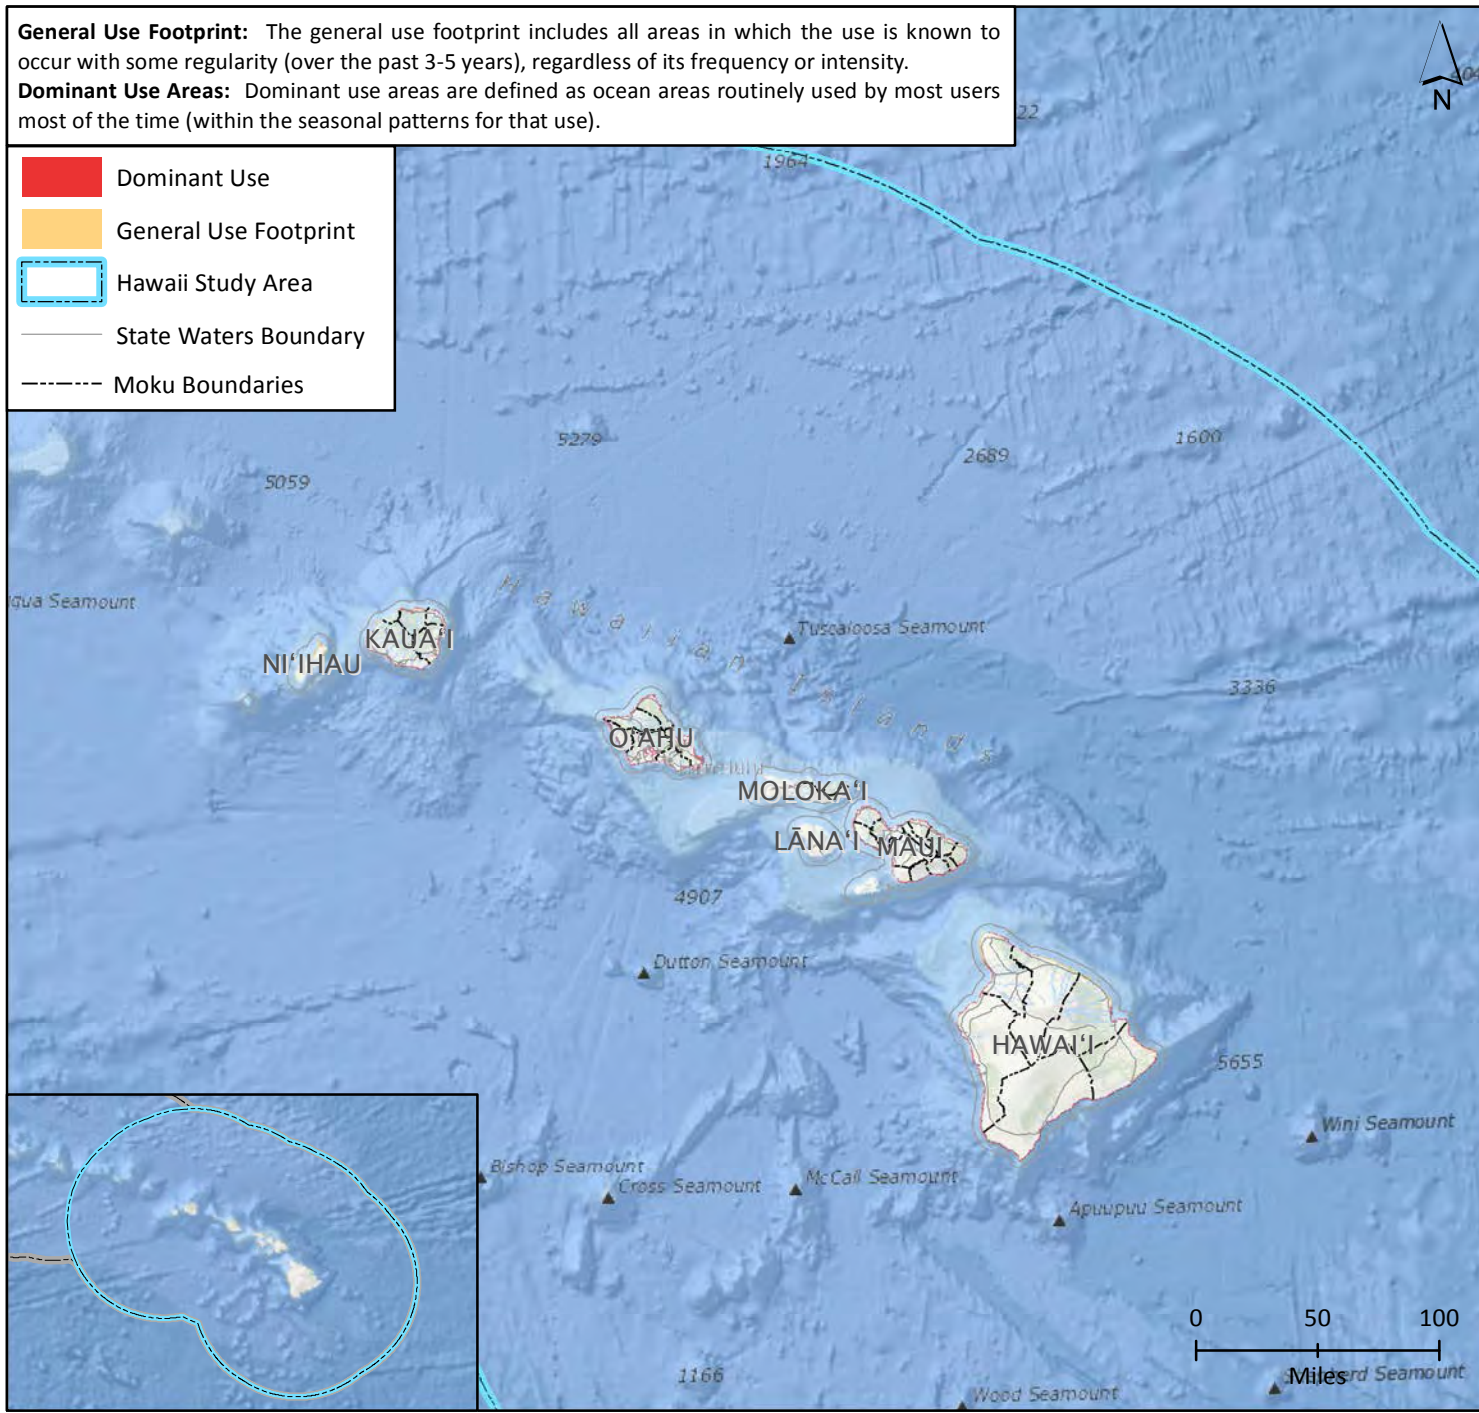 General Use Footprint: The general use footprint includes all areas in which the use is known to
occur with some regularity (over the past 3-5 years), regardless of its frequency or intensity.
Dominant Use Areas: Dominant use areas are defined as ocean areas routinely used by most users
most of the time (within the seasonal patterns for that use).
N
22
1964
Dominant Use
General Use Footprint
Hawaii Study Area
State Waters Boundary
Moku Boundaries
5279
1600
2689
5059
qua Seamount
Hawaiian Islands
KAUAʻI
NIʻIHAU
Tuscaloosa Seamount
3336
OʻAHU
MOLOKAʻI
LĀNAʻI
MAUI
4907
Dutton Seamount
HAWAIʻI
5655
Wini Seamount
Bishop Seamount
Cross Seamount
McCall Seamount
Apuupuu Seamount
0 50 100
Miles
1166
Shepherd Seamount
Wood Seamount